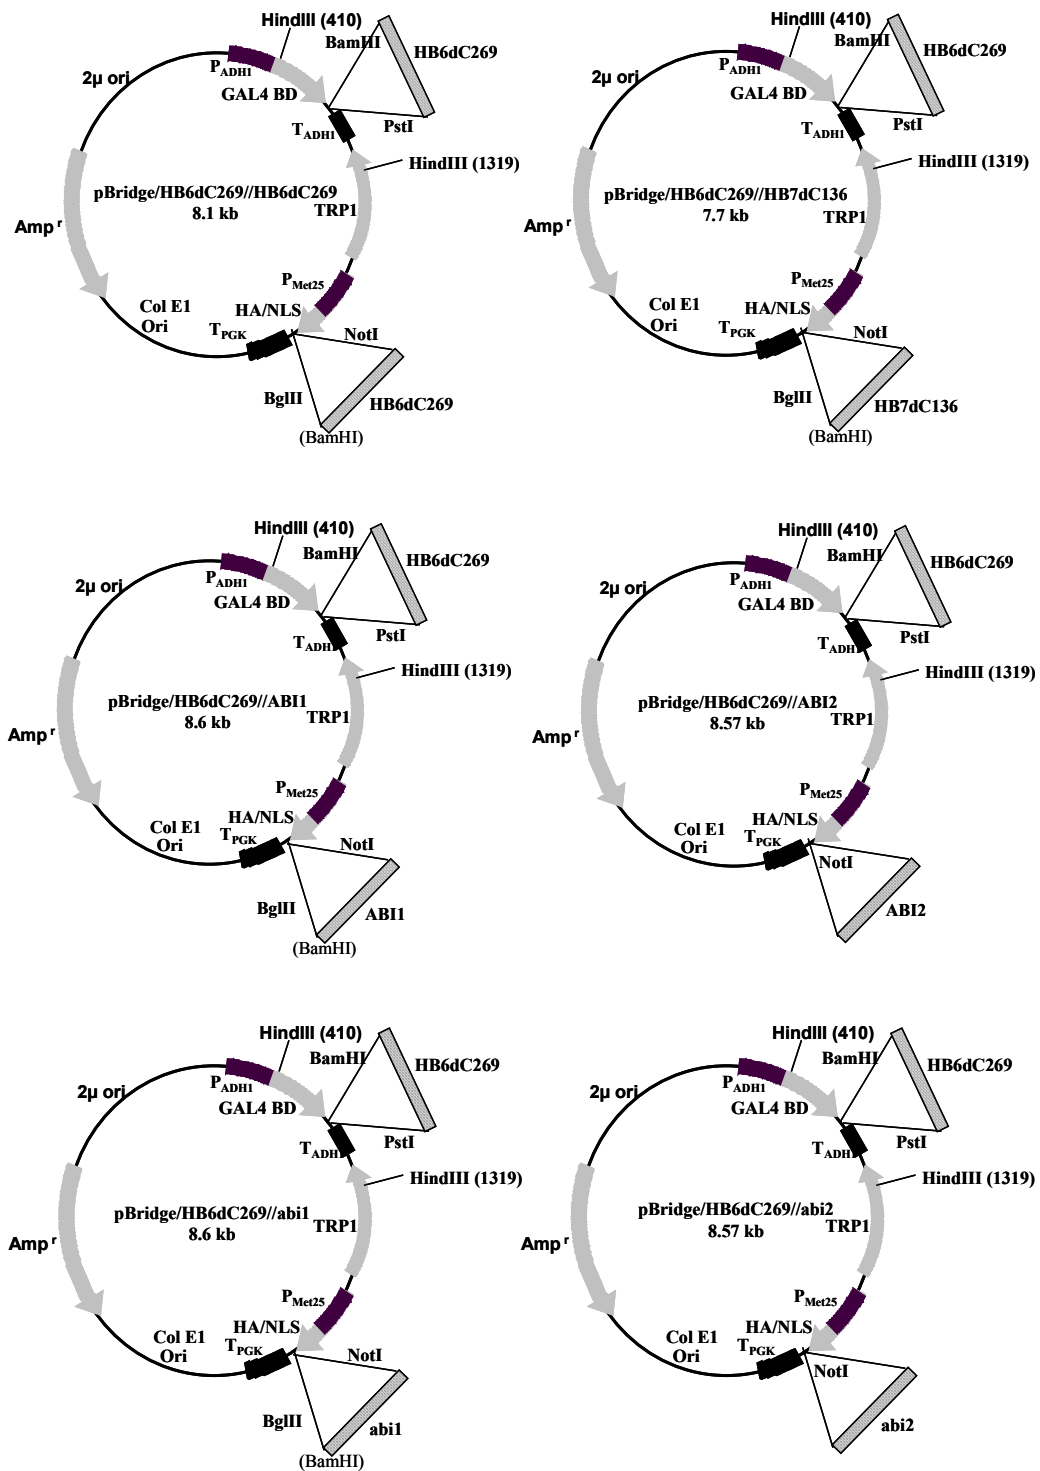 HindIII (410)
BamHI
HB6dC269
PADH1
2µ ori
GAL4 BD
PstI
TADH1
HindIII (1319)
pBridge/HB6dC269//HB6dC269
8.1 kb
TRP1
Amp r
PMet25
Col E1
Ori
HA/NLS
TPGK
NotI
BglII
HB6dC269
(BamHI)
HindIII (410)
BamHI
HB6dC269
PADH1
2µ ori
GAL4 BD
PstI
TADH1
HindIII (1319)
pBridge/HB6dC269//HB7dC136
7.7 kb
TRP1
Amp r
PMet25
Col E1
Ori
HA/NLS
TPGK
NotI
BglII
HB7dC136
(BamHI)
HindIII (410)
BamHI
HB6dC269
PADH1
2µ ori
GAL4 BD
PstI
TADH1
HindIII (1319)
pBridge/HB6dC269//ABI1
8.6 kb
TRP1
Amp r
PMet25
Col E1
Ori
HA/NLS
TPGK
NotI
BglII
ABI1
(BamHI)
HindIII (410)
BamHI
HB6dC269
PADH1
2µ ori
GAL4 BD
PstI
TADH1
HindIII (1319)
pBridge/HB6dC269//ABI2
8.57 kb
TRP1
Amp r
PMet25
Col E1
Ori
HA/NLS
TPGK
NotI
ABI2
HindIII (410)
BamHI
HB6dC269
PADH1
2µ ori
GAL4 BD
PstI
TADH1
HindIII (1319)
pBridge/HB6dC269//abi1
8.6 kb
TRP1
Amp r
PMet25
Col E1
Ori
HA/NLS
TPGK
NotI
BglII
abi1
(BamHI)
HindIII (410)
BamHI
HB6dC269
PADH1
2µ ori
GAL4 BD
PstI
TADH1
HindIII (1319)
pBridge/HB6dC269//abi2
8.57 kb
TRP1
Amp r
PMet25
Col E1
Ori
HA/NLS
TPGK
NotI
abi2